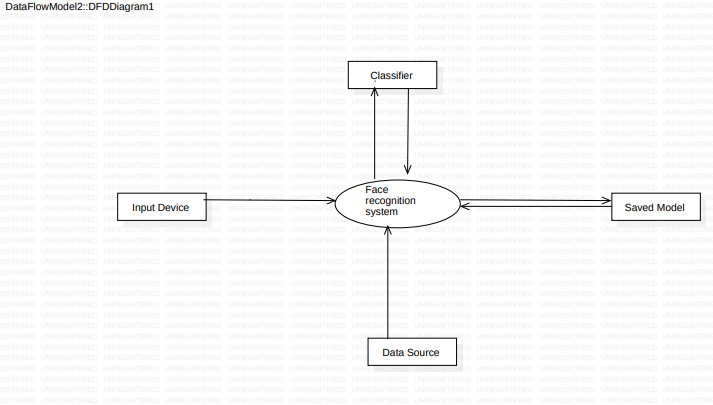 DataFlowModel2::DFDDiagram1
Classifier
Face
recognition
system
Input Device
Saved Model
Data Source